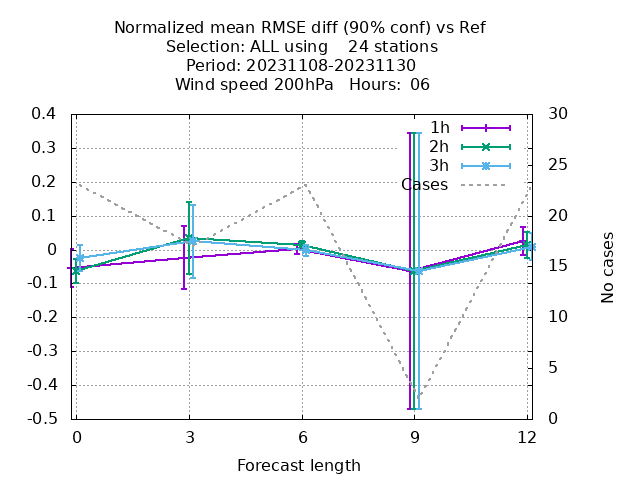 Normalized mean RMSE diff (90% conf) vs Ref
Selection: ALL using    24 stations
Period: 20231108-20231130
Wind speed 200hPa   Hours:  06
0.4
0.3
0.2
0.1
0
-0.1
-0.2
-0.3
-0.4
-0.5
30
25
20
15
10
5
0
1h
2h
3h
Cases
No cases
0 3 6 9 12
Forecast length